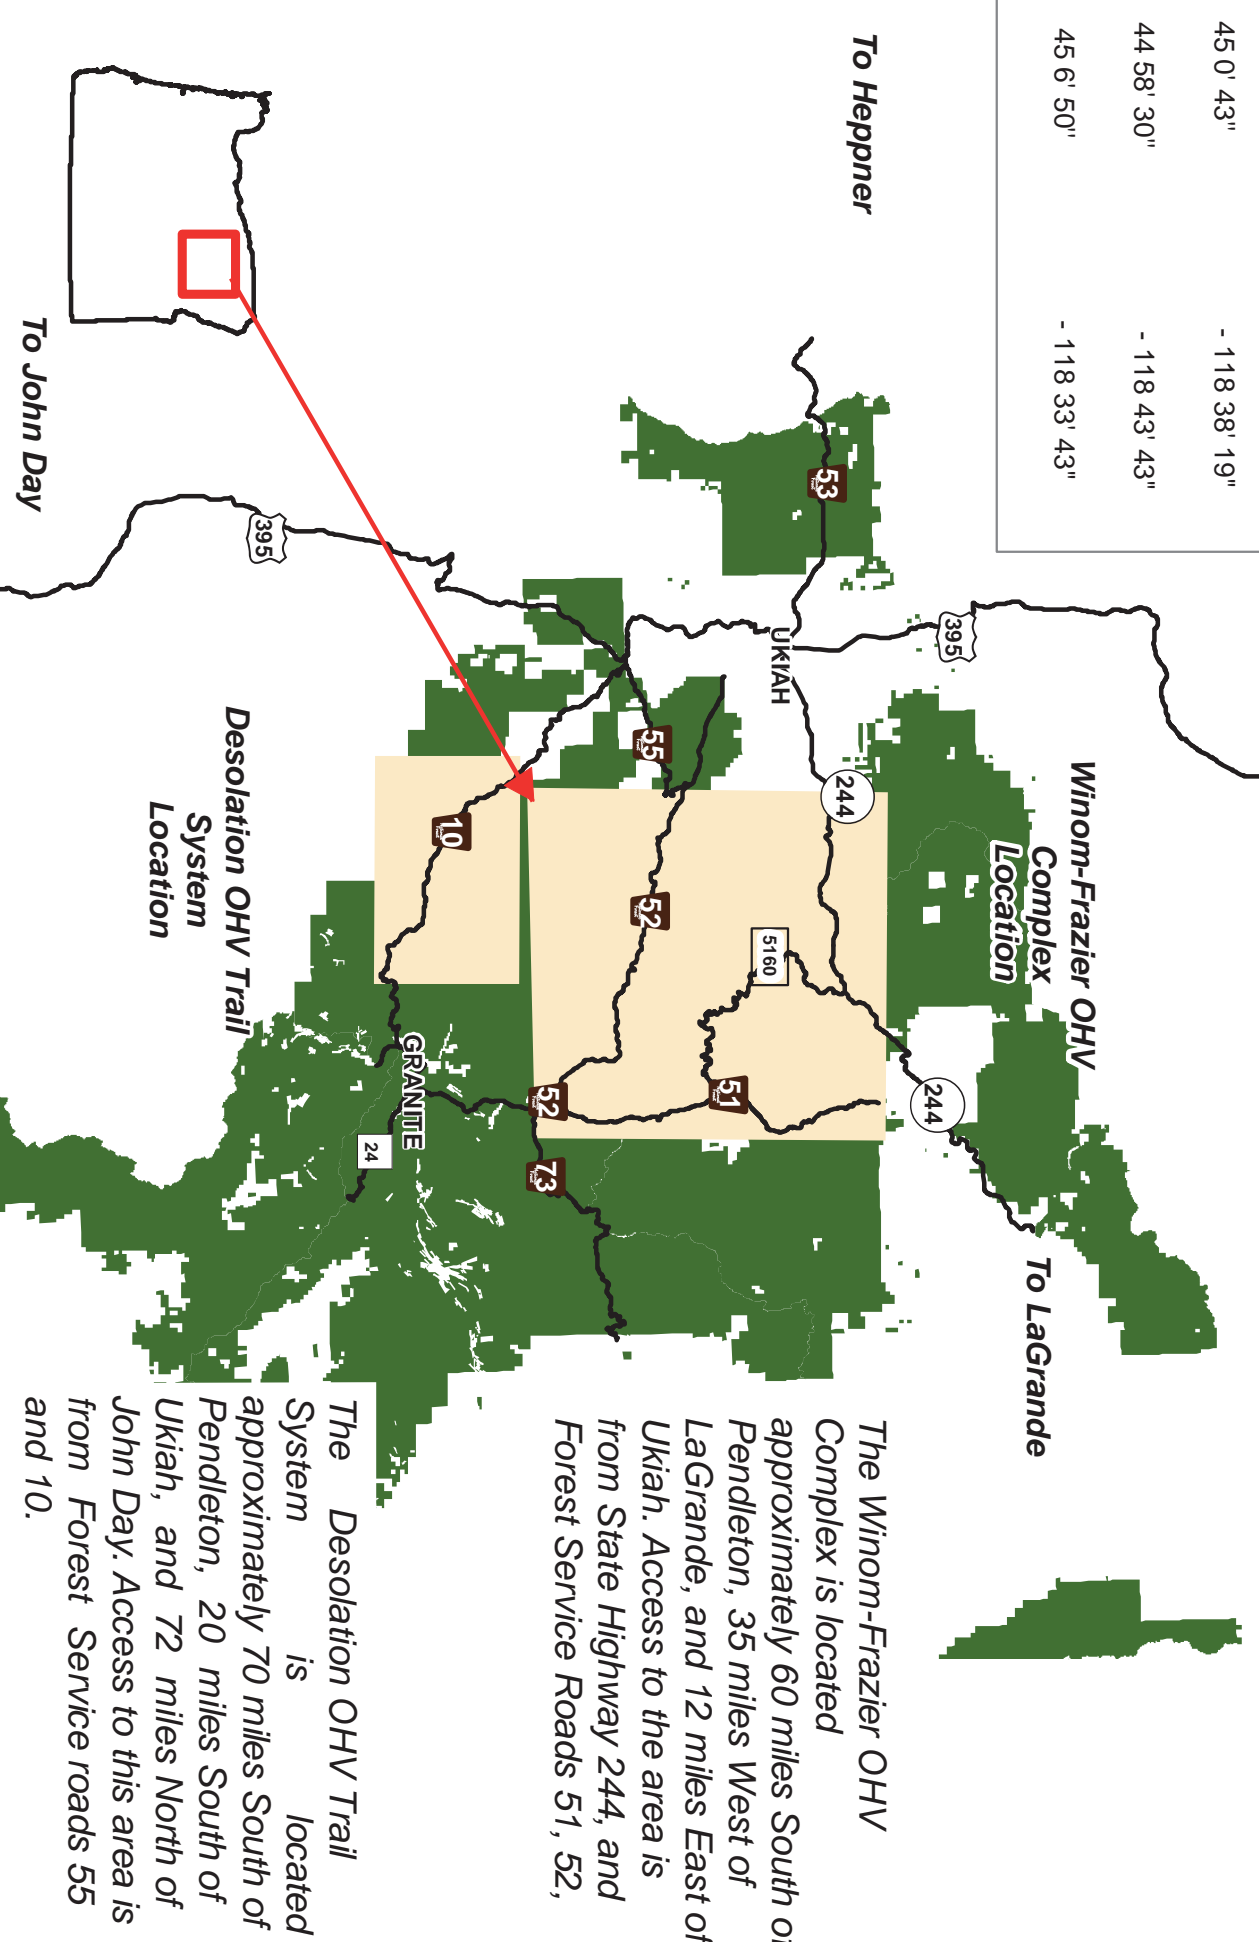 45 0' 43" - 118 38' 19"
44 58' 30" - 118 43' 43"
45 6' 50" - 118 33' 43"
To Heppner
Winom-Frazier OHV
Complex
Location
To LaGrande
395
244
244
53
UKIAH
5160
51
55
52
52
73
10
GRANITE
24
395
Desolation OHV Trail
System
Location
To John Day
The Winom-Frazier OHV
Complex is located
approximately 60 miles South of
Pendleton, 35 miles West of
LaGrande, and 12 miles East of
Ukiah. Access to the area is
from State Highway 244, and
Forest Service Roads 51, 52,
The Desolation OHV Trail
System is located
approximately 70 miles South of
Pendleton, 20 miles South of
Ukiah, and 72 miles North of
John Day. Access to this area is
from Forest Service roads 55
and 10.